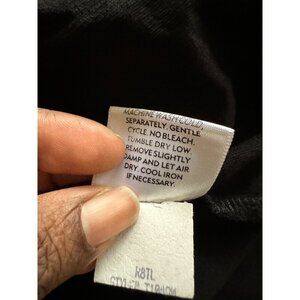 MACHINE WASH COLD,
SEPARATELY. GENTLE
CYCLE. NO BLEACH.
TUMBLE DRY LOW.
REMOVE SLIGHTLY
DAMP AND LET AIR
DRY. COOL IRON
IF NECESSARY.
R8TL